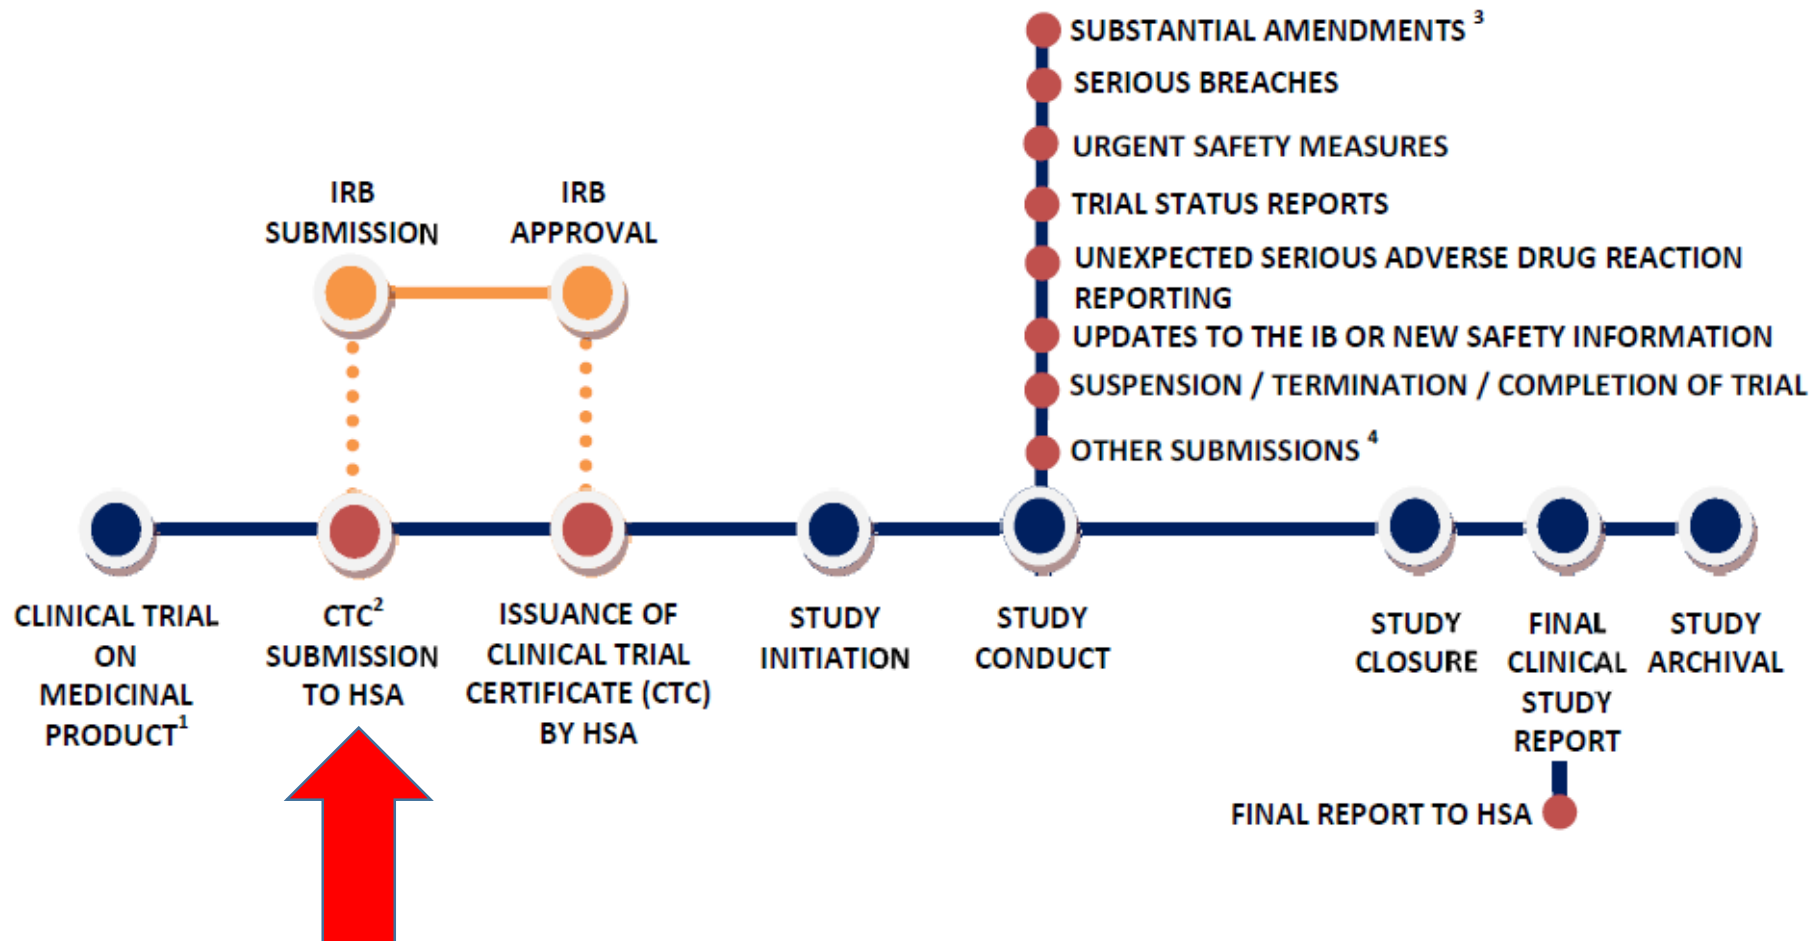 SUBSTANTIAL AMENDMENTS 3
SERIOUS BREACHES
URGENT SAFETY MEASURES
TRIAL STATUS REPORTS
UNEXPECTED SERIOUS ADVERSE DRUG REACTION
REPORTING
UPDATES TO THE IB OR NEW SAFETY INFORMATION
SUSPENSION / TERMINATION / COMPLETION OF TRIAL
OTHER SUBMISSIONS 4
IRB
SUBMISSION
IRB
APPROVAL
CLINICAL TRIAL
ON
MEDICINAL
PRODUCT1
CTC2
SUBMISSION
TO HSA
ISSUANCE OF
CLINICAL TRIAL
CERTIFICATE (CTC)
BY HSA
STUDY
INITIATION
STUDY
CONDUCT
STUDY
CLOSURE
FINAL
CLINICAL
STUDY
REPORT
STUDY
ARCHIVAL
FINAL REPORT TO HSA